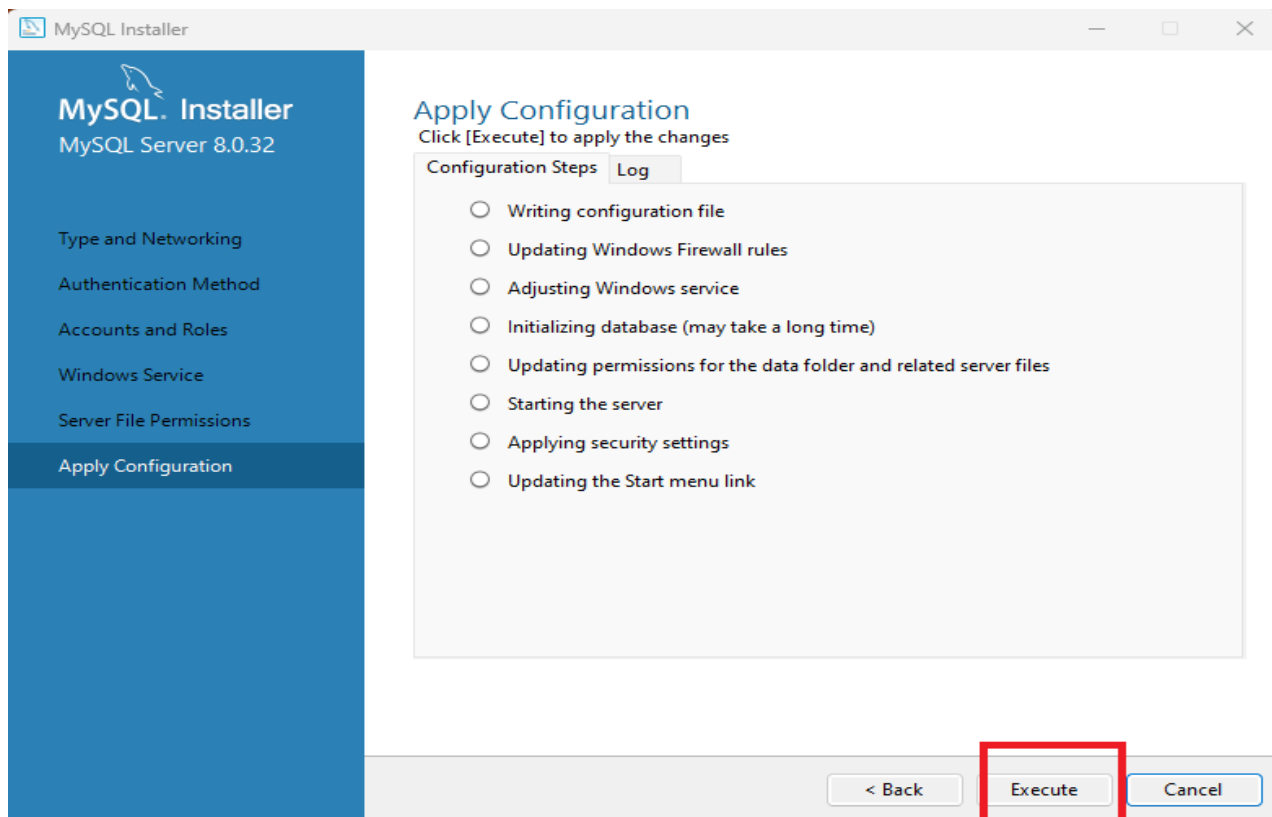 MySQL Installer
MySQL. Installer
MySQL Server 8.0.32
Type and Networking
Authentication Method
Accounts and Roles
Windows Service
Server File Permissions
Apply Configuration
Apply Configuration
Click [Execute] to apply the changes
Configuration Steps Log
Writing configuration file
Updating Windows Firewall rules
Adjusting Windows service
Initializing database (may take a long time)
Updating permissions for the data folder and related server files
Starting the server
Applying security settings
Updating the Start menu link
< Back Execute Cancel